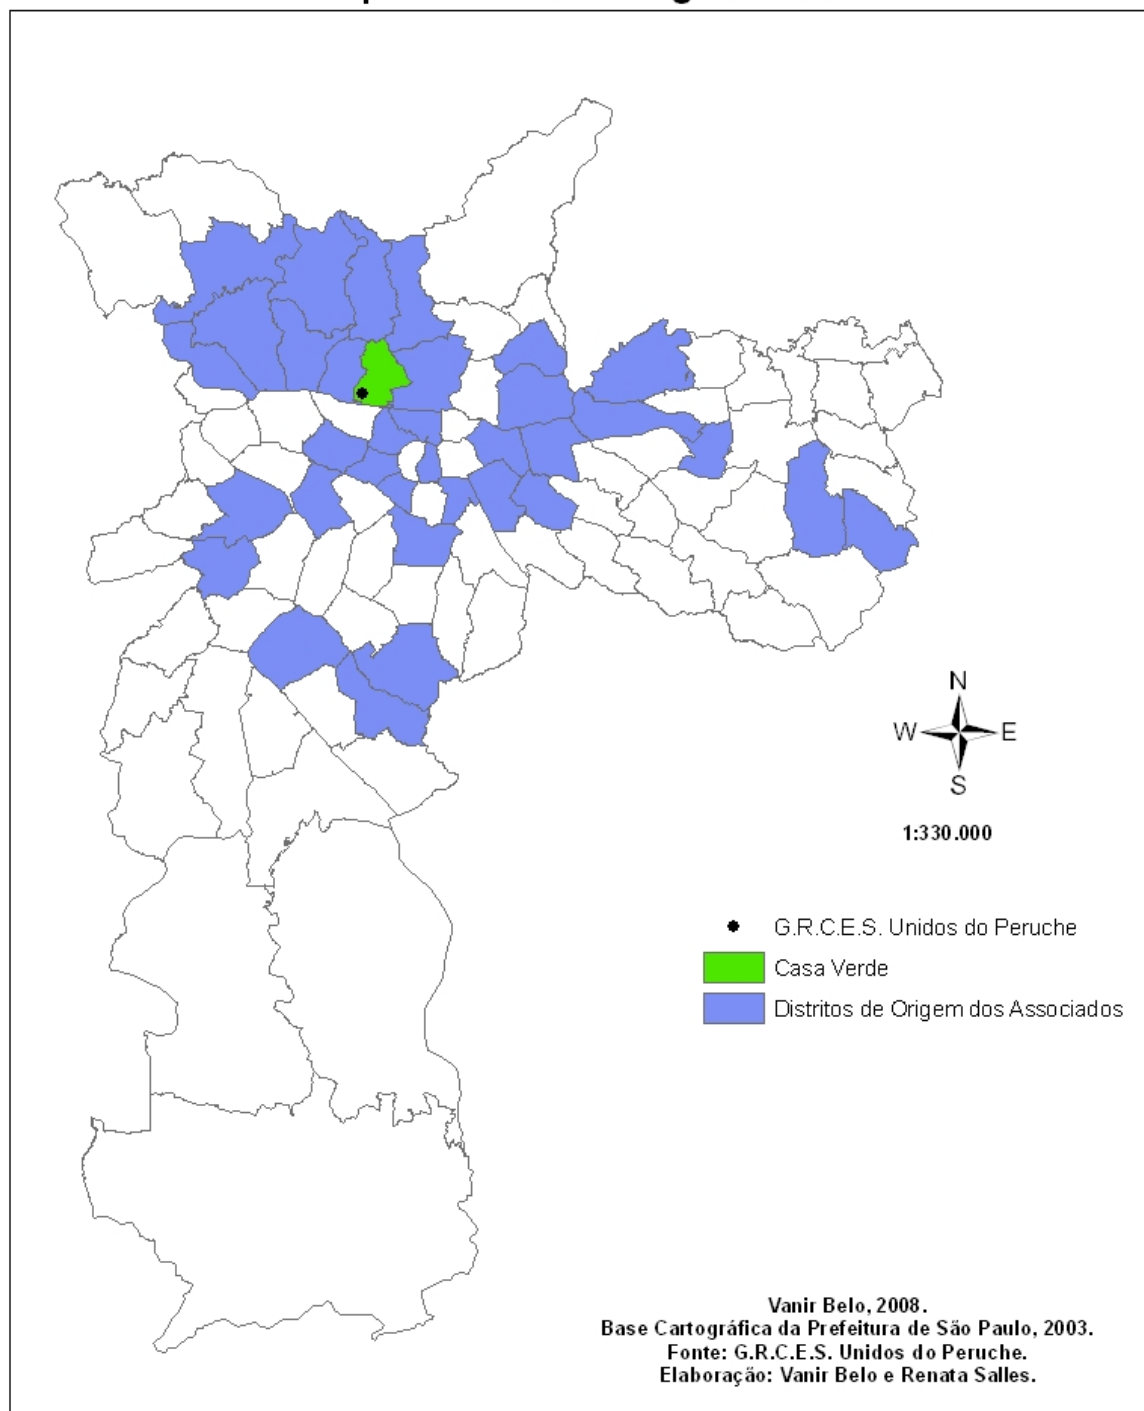 N
W E
S
1:330.000
G.R.C.E.S. Unidos do Peruche
Casa Verde
Distritos de Origem dos Associados
Vanir Belo, 2008.
Base Cartográfica da Prefeitura de São Paulo, 2003.
Fonte: G.R.C.E.S. Unidos do Peruche.
Elaboração: Vanir Belo e Renata Salles.